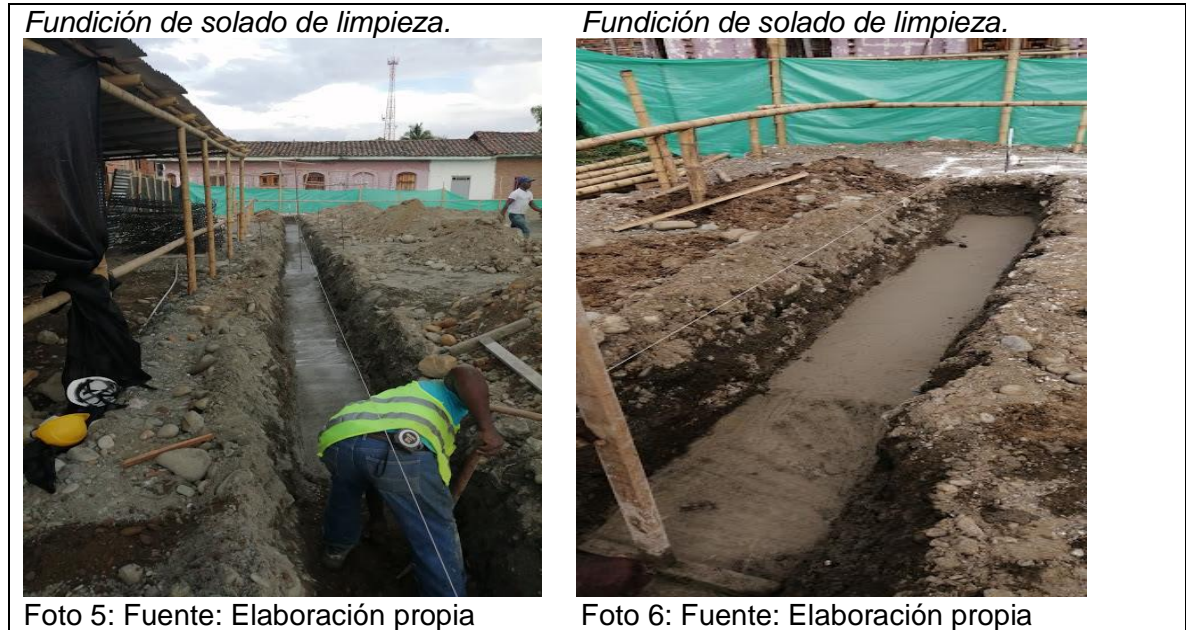 Fundición de solado de limpieza.
Fundición de solado de limpieza.
Foto 5: Fuente: Elaboración propia
Foto 6: Fuente: Elaboración propia